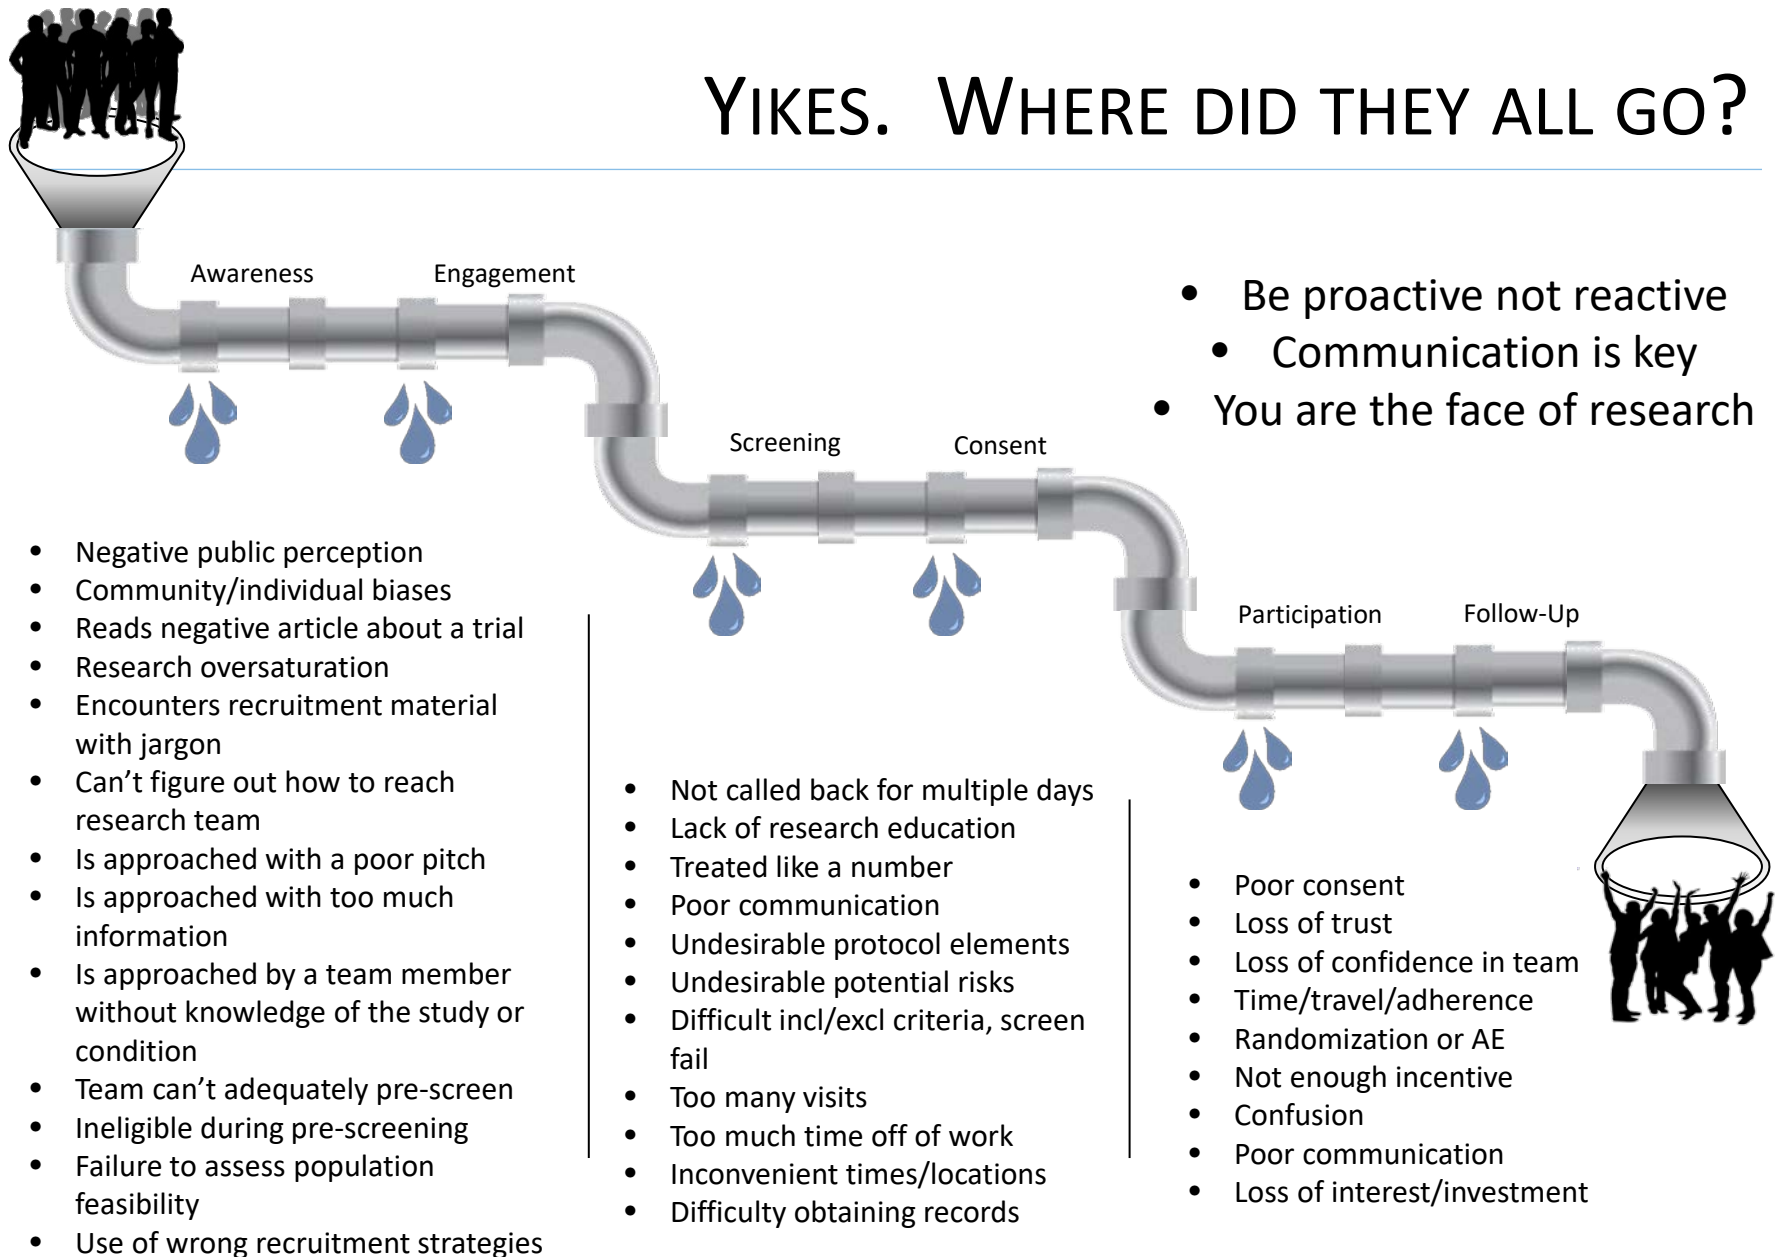 YIKES. WHERE DID THEY ALL GO?
Awareness
Engagement
• Be proactive not reactive
• Communication is key
• You are the face of research
Screening
Consent
Participation
Follow-Up
• Negative public perception
• Community/individual biases
• Reads negative article about a trial
• Research oversaturation
• Encounters recruitment material
with jargon
• Can't figure out how to reach
research team
• Is approached with a poor pitch
• Is approached with too much
information
• Is approached by a team member
without knowledge of the study or
condition
• Team can't adequately pre-screen
• Ineligible during pre-screening
• Failure to assess population
feasibility
• Use of wrong recruitment strategies
• Not called back for multiple days
• Lack of research education
• Treated like a number
• Poor communication
• Undesirable protocol elements
• Undesirable potential risks
• Difficult incl/excl criteria, screen
fail
• Too many visits
• Too much time off of work
• Inconvenient times/locations
• Difficulty obtaining records
• Poor consent
• Loss of trust
• Loss of confidence in team
• Time/travel/adherence
• Randomization or AE
• Not enough incentive
• Confusion
• Poor communication
• Loss of interest/investment